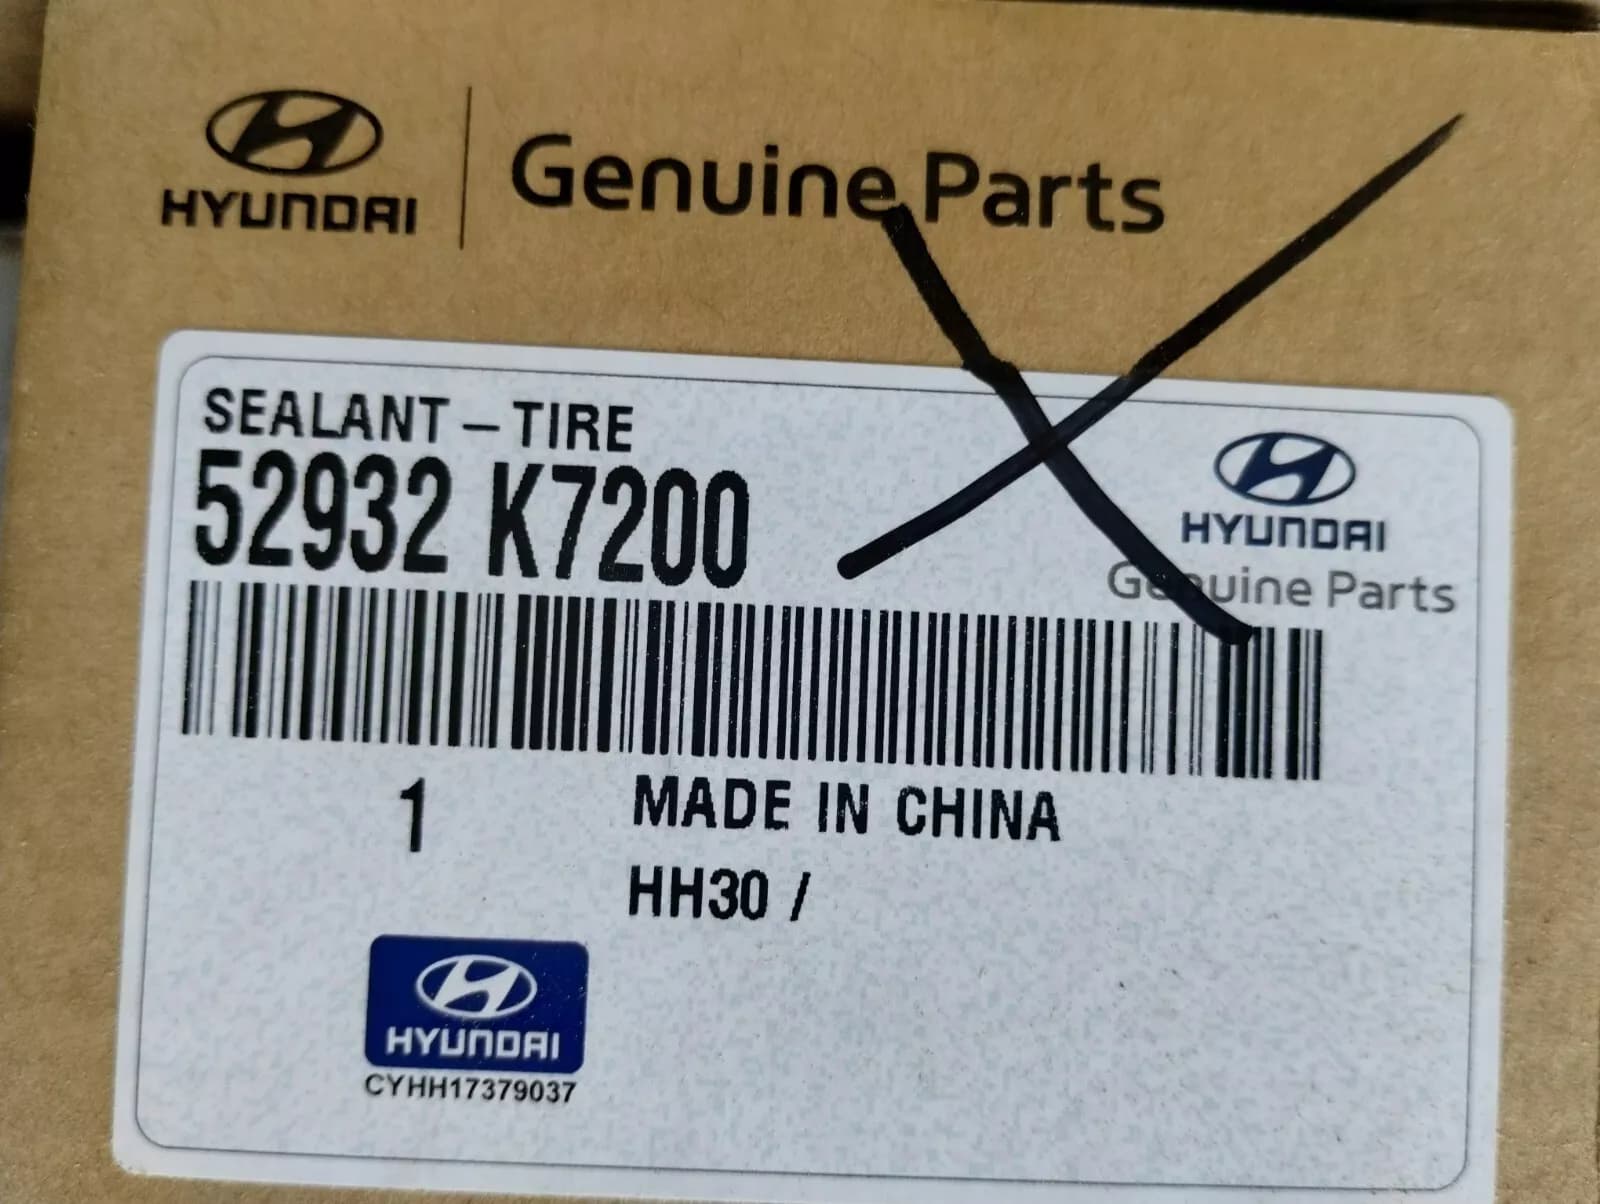 HYUNDAI Genuine Parts
SEALANT-TIRE
52932 K7200
HYUNDAI
Genuine Parts
1 MADE IN CHINA
HH30 /
HYUNDAI
CYHH17379037